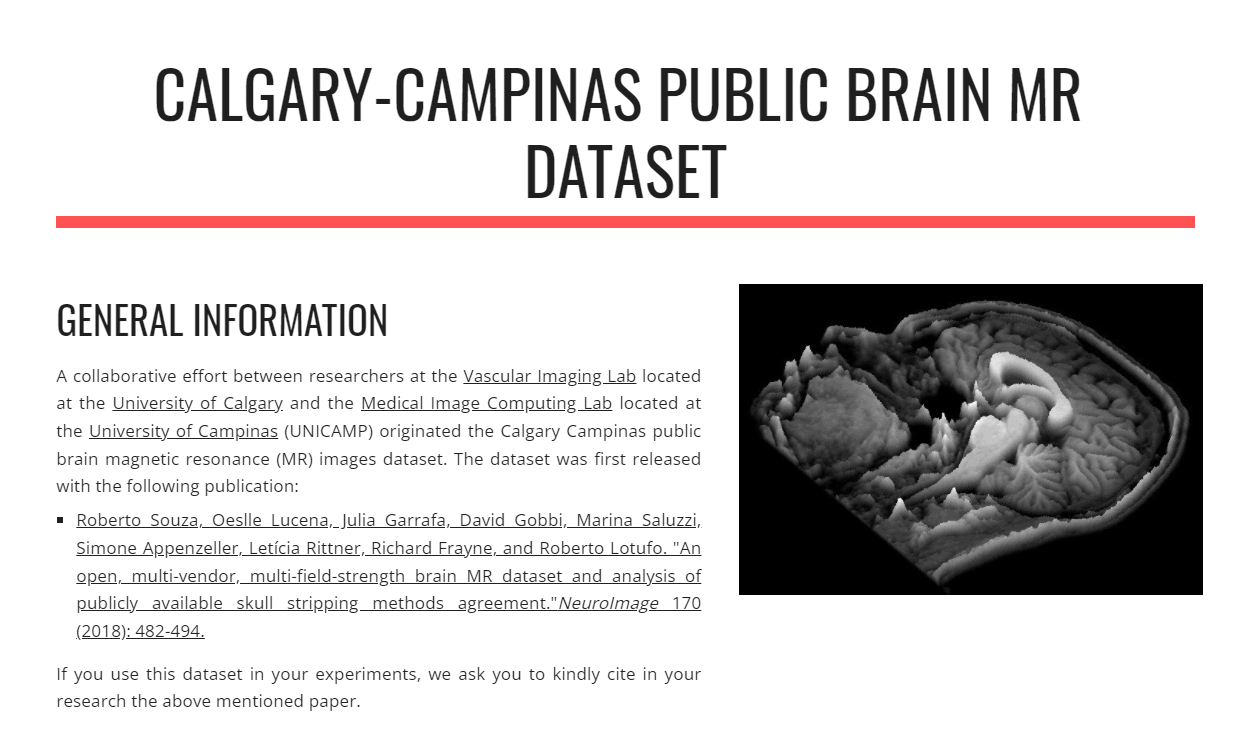 CALGARY-CAMPINAS PUBLIC BRAIN MR
DATASET
GENERAL INFORMATION
A collaborative effort between researchers at the Vascular Imaging Lab located
at the University of Calgary and the Medical Image Computing Lab located at
the University of Campinas (UNICAMP) originated the Calgary Campinas public
brain magnetic resonance (MR) images dataset. The dataset was first released
with the following publication:
▪ Roberto Souza, Oeslle Lucena, Julia Garrafa, David Gobbi, Marina Saluzzi,
Simone Appenzeller, Letícia Rittner, Richard Frayne, and Roberto Lotufo. "An
open, multi-vendor, multi-field-strength brain MR dataset and analysis of
publicly available skull stripping methods agreement."NeuroImage 170
(2018): 482-494.
If you use this dataset in your experiments, we ask you to kindly cite in your
research the above mentioned paper.